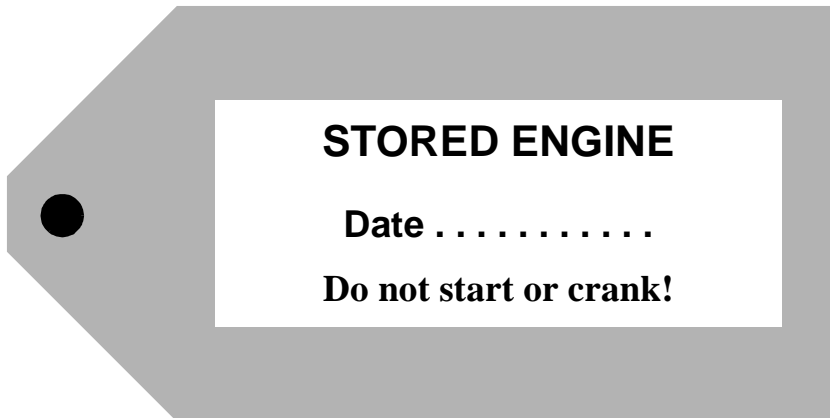 STORED ENGINE
Date . . . . . . . . . . .
Do not start or crank!